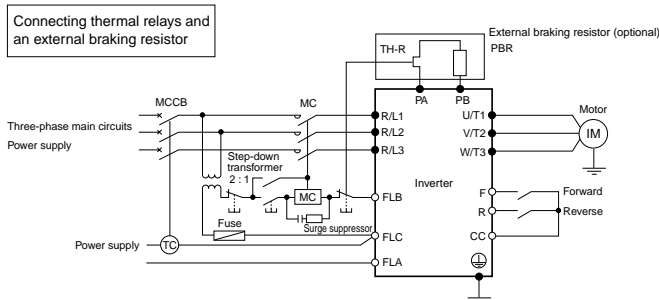 Connecting thermal relays and
an external braking resistor
External braking resistor (optional)
TH-R
PBR
PA
PB
MCCB
MC
Three-phase main circuits
Power supply
R/L1
R/L2
R/L3
U/T1
V/T2
W/T3
Motor
IM
Step-down
transformer
2 : 1
MC
Inverter
FLB
F
Forward
R
Reverse
Surge suppressor
Fuse
FLC
CC
Power supply
TC
FLA